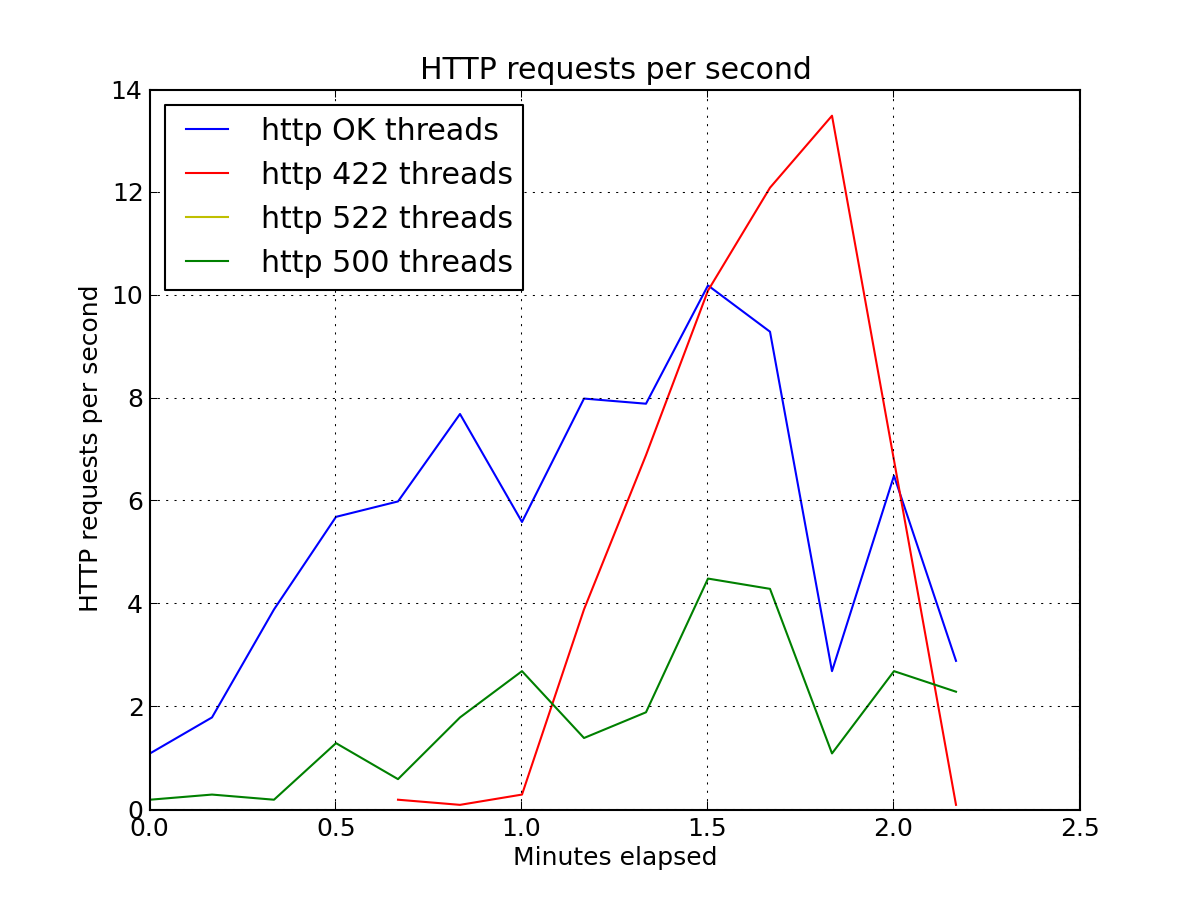 HTTP requests per second
14
12
10
8
6
4
2
0
http OK threads
http 422 threads
http 522 threads
http 500 threads
HTTP requests per second
0.0
0.5
1.0
1.5
2.0
2.5
Minutes elapsed